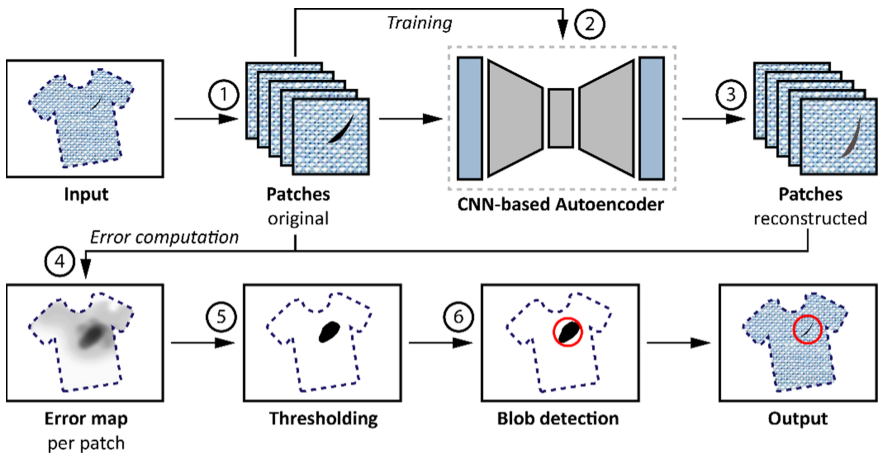 Training
2
1
3
Input
Patches
original
CNN-based Autoencoder
Patches
reconstructed
Error computation
4
5
6
Error map
per patch
Thresholding
Blob detection
Output